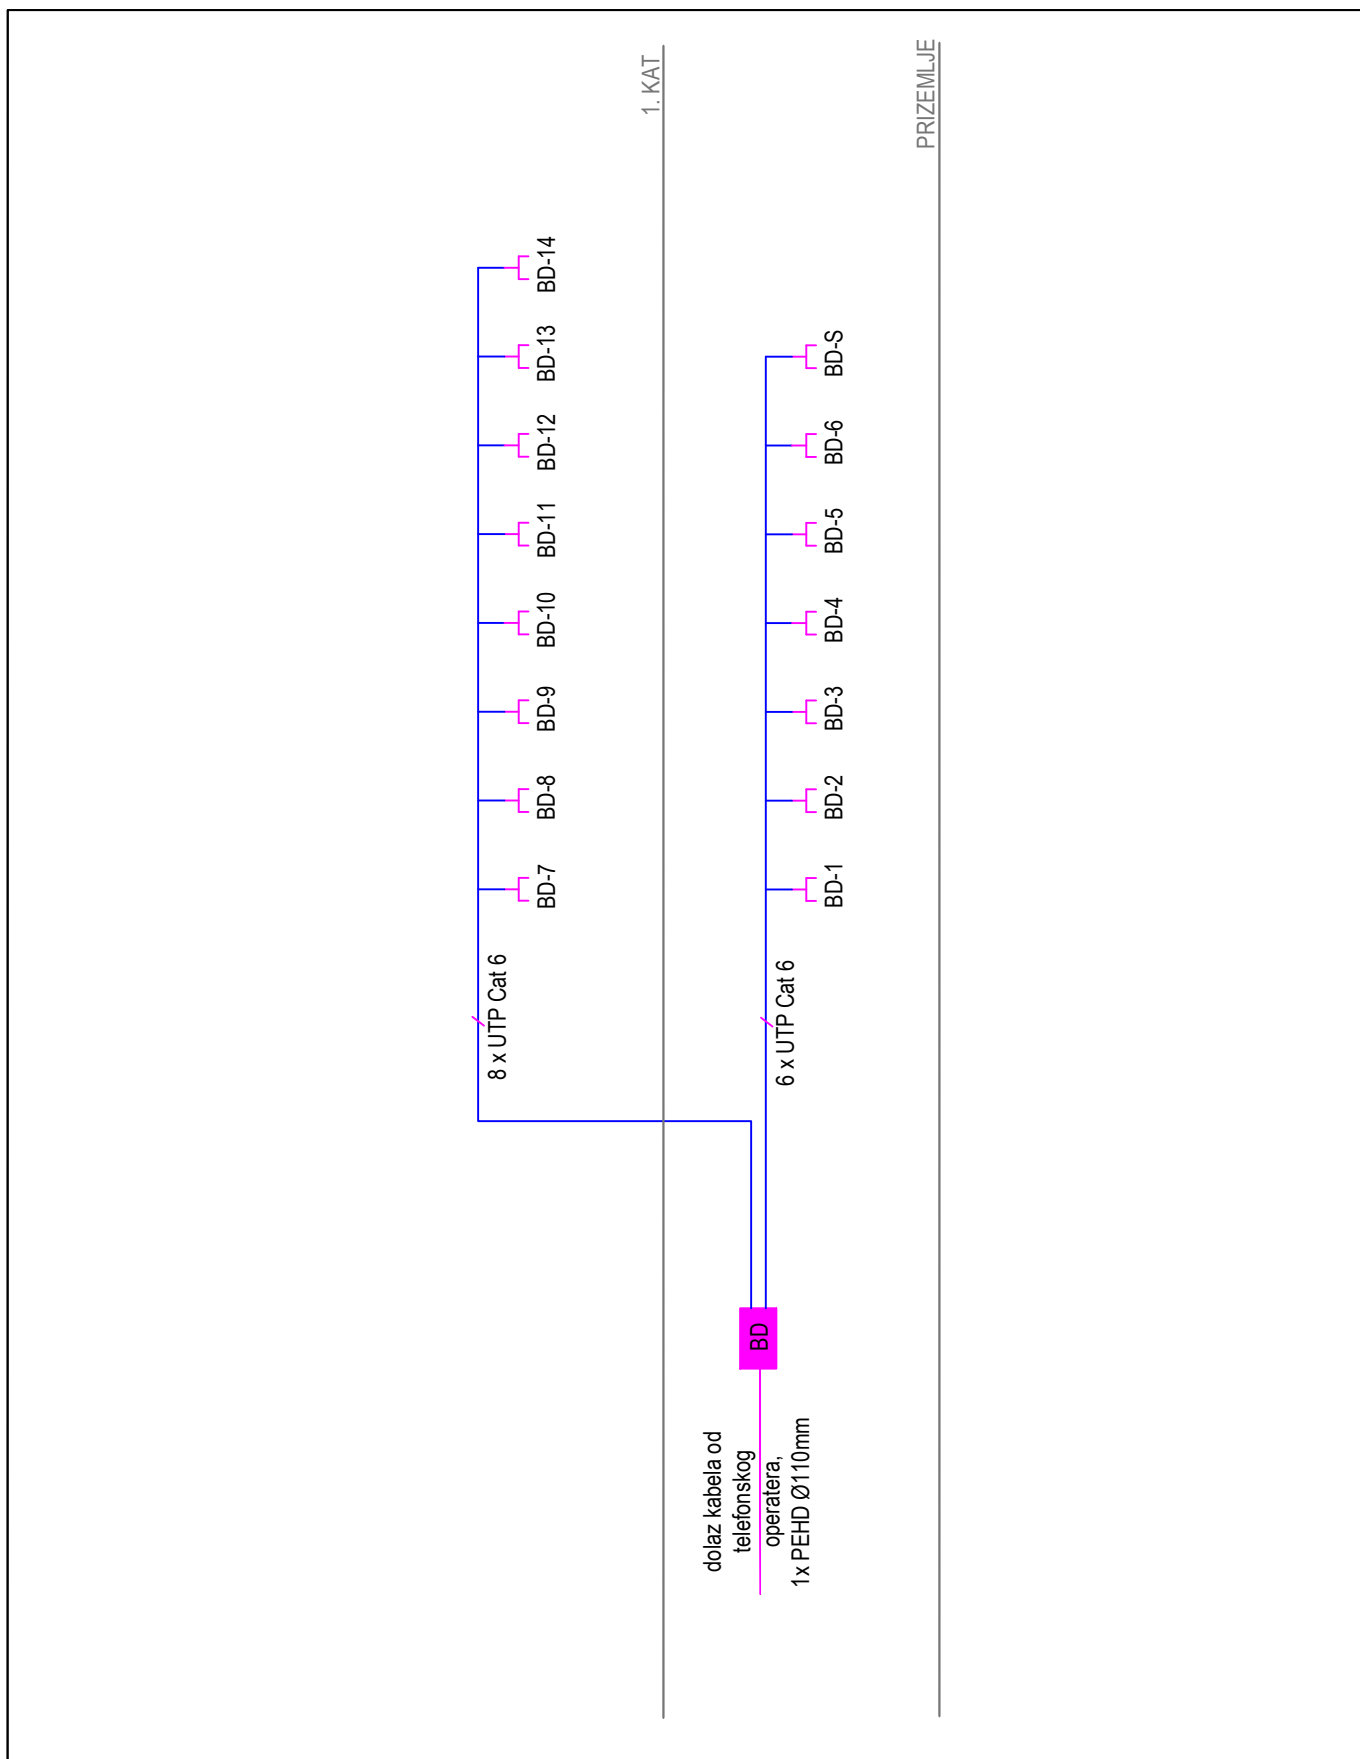 1. KAT
8 x UTP Cat 6
BD-7
BD-8
BD-9
BD-10
BD-11
BD-12
BD-13
BD-14
dolaz kabela od
telefonskog
operatera,
1x PEHD Ø110mm
BD
6 x UTP Cat 6
BD-1
BD-2
BD-3
BD-4
BD-5
BD-6
BD-S
PRIZEMLJE